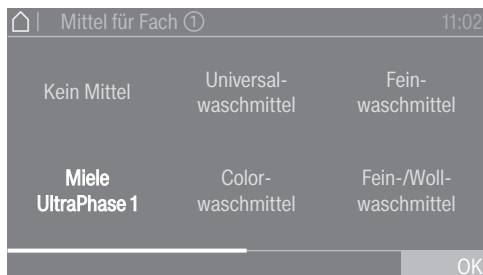 Mittel für Fach ① 11:02
Kein Mittel
Universal-
waschmittel
Fein-
waschmittel
Miele
UltraPhase 1
Color-
waschmittel
Fein-/Woll-
waschmittel
OK